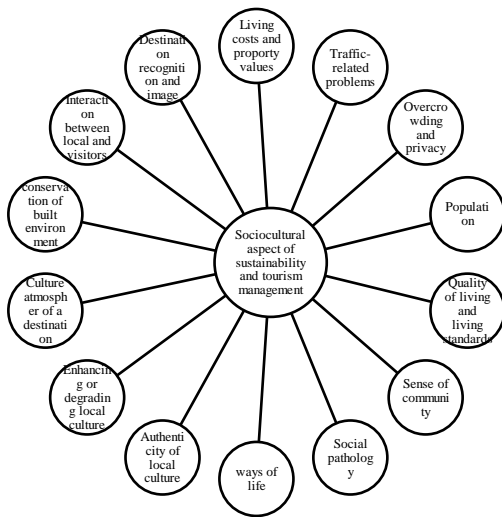 Living
costs and
property
values
Traffic-
related
problems
Overcr
owding
and
privacy
Populati
on
Quality
of living
and
living
standards
Sense of
communi
ty
Social
patholog
y
ways of
life
Authenti
city of
local
culture
Enhancin
g or
degradin
g local
culture
Culture
atmosph
er of a
destinati
on
conserva
tion of
built
environ
ment
Interacti
on
between
local and
visitors
Destinati
on
recogniti
on and
image
Sociocultural
aspect of
sustainability
and tourism
management